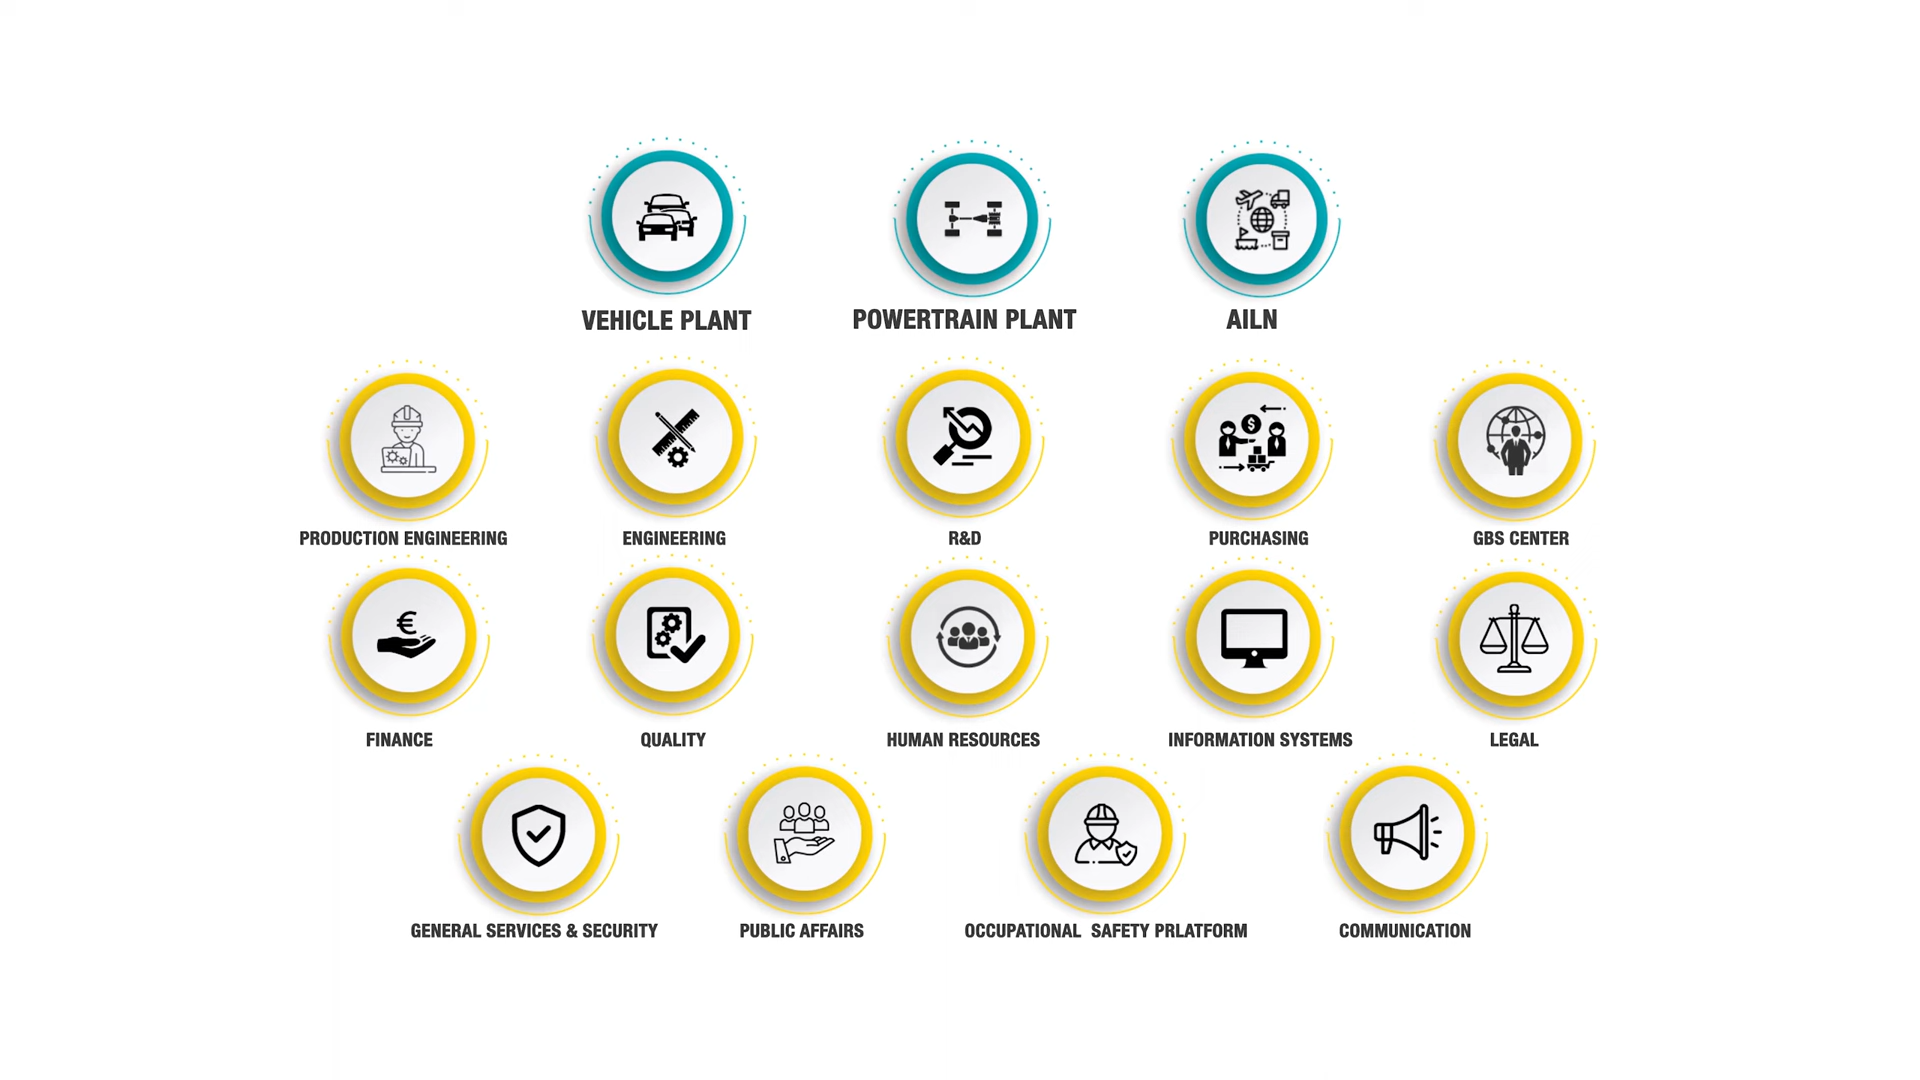 VEHICLE PLANT
POWERTRAIN PLANT
AILN
PRODUCTION ENGINEERING
ENGINEERING
R&D
PURCHASING
GBS CENTER
FINANCE
QUALITY
HUMAN RESOURCES
INFORMATION SYSTEMS
LEGAL
GENERAL SERVICES & SECURITY
PUBLIC AFFAIRS
OCCUPATIONAL  SAFETY PRLATFORM
COMMUNICATION